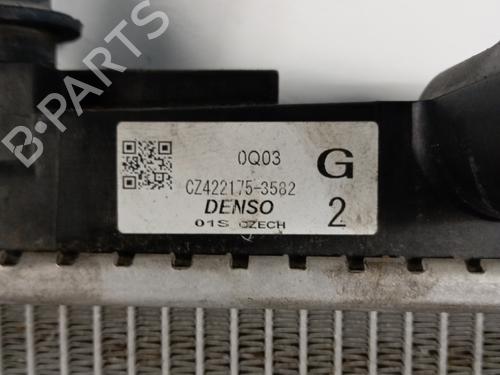 B-PARTS
0Q03 G
CZ422175-3582
DENSO 2
01S CZECH